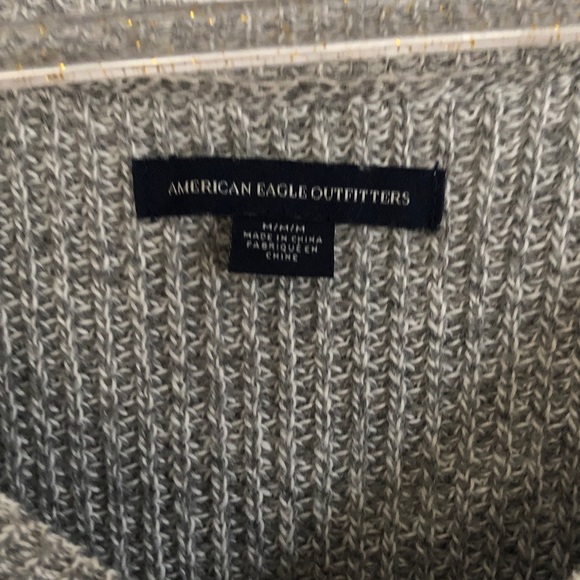 AMERICAN EAGLE OUTFITTERS
M/M/M
MADE IN CHINA
FABRIQUÉ EN
CHINE